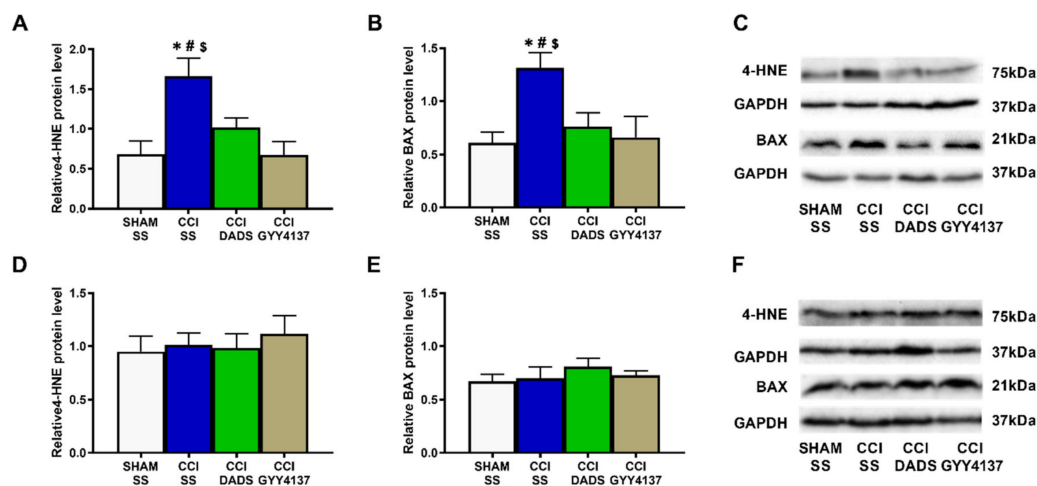 A
Relative4-HNE protein level
2.0
1.5
1.0
0.5
0.0
* # $
SHAM SS
CCI SS
CCI DADS
CCI GYY4137
B
Relative BAX protein level
1.5
1.0
0.5
0.0
* # $
SHAM SS
CCI SS
CCI DADS
CCI GYY4137
C
4-HNE 75kDa
GAPDH 37kDa
BAX 21kDa
GAPDH 37kDa
SHAM CCI CCI CCI
SS SS DADS GYY4137
D
Relative4-HNE protein level
1.5
1.0
0.5
0.0
SHAM SS
CCI SS
CCI DADS
CCI GYY4137
E
Relative BAX protein level
1.5
1.0
0.5
0.0
SHAM SS
CCI SS
CCI DADS
CCI GYY4137
F
4-HNE 75kDa
GAPDH 37kDa
BAX 21kDa
GAPDH 37kDa
SHAM CCI CCI CCI
SS SS DADS GYY4137